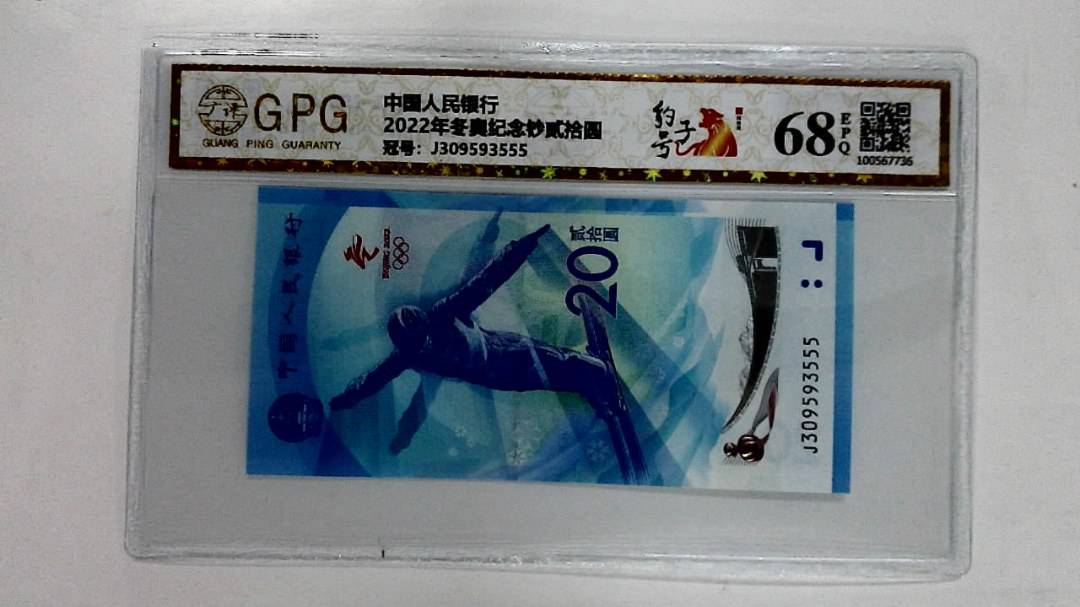 GPG
GUANG PING GUARANTY
中国人民银行
2022年冬奥纪念钞贰拾圆
冠号：J309593555
豹子号
68
EPQ
100567736
中国人民银行
BEIJING 2022
贰拾圆
20
J309593555